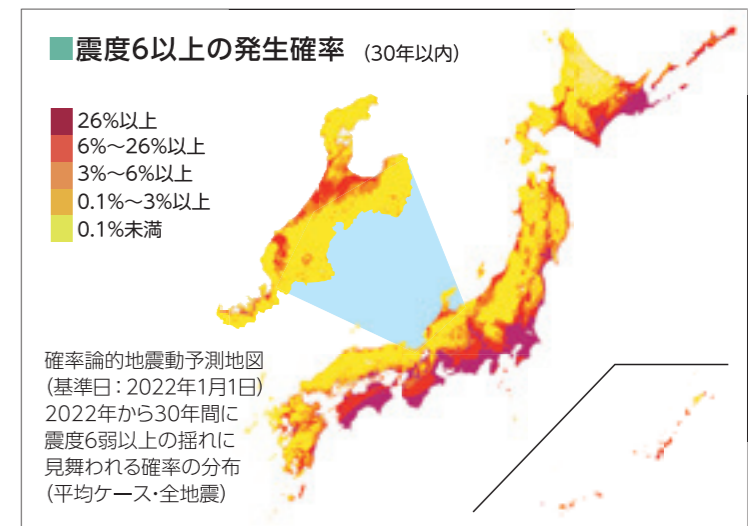 ■震度6以上の発生確率 (30年以内)
26%以上
6%～26%以上
3%～6%以上
0.1%～3%以上
0.1%未満
確率論的地震動予測地図
(基準日：2022年1月1日)
2022年から30年間に
震度6弱以上の揺れに
見舞われる確率の分布
(平均ケース・全地震)